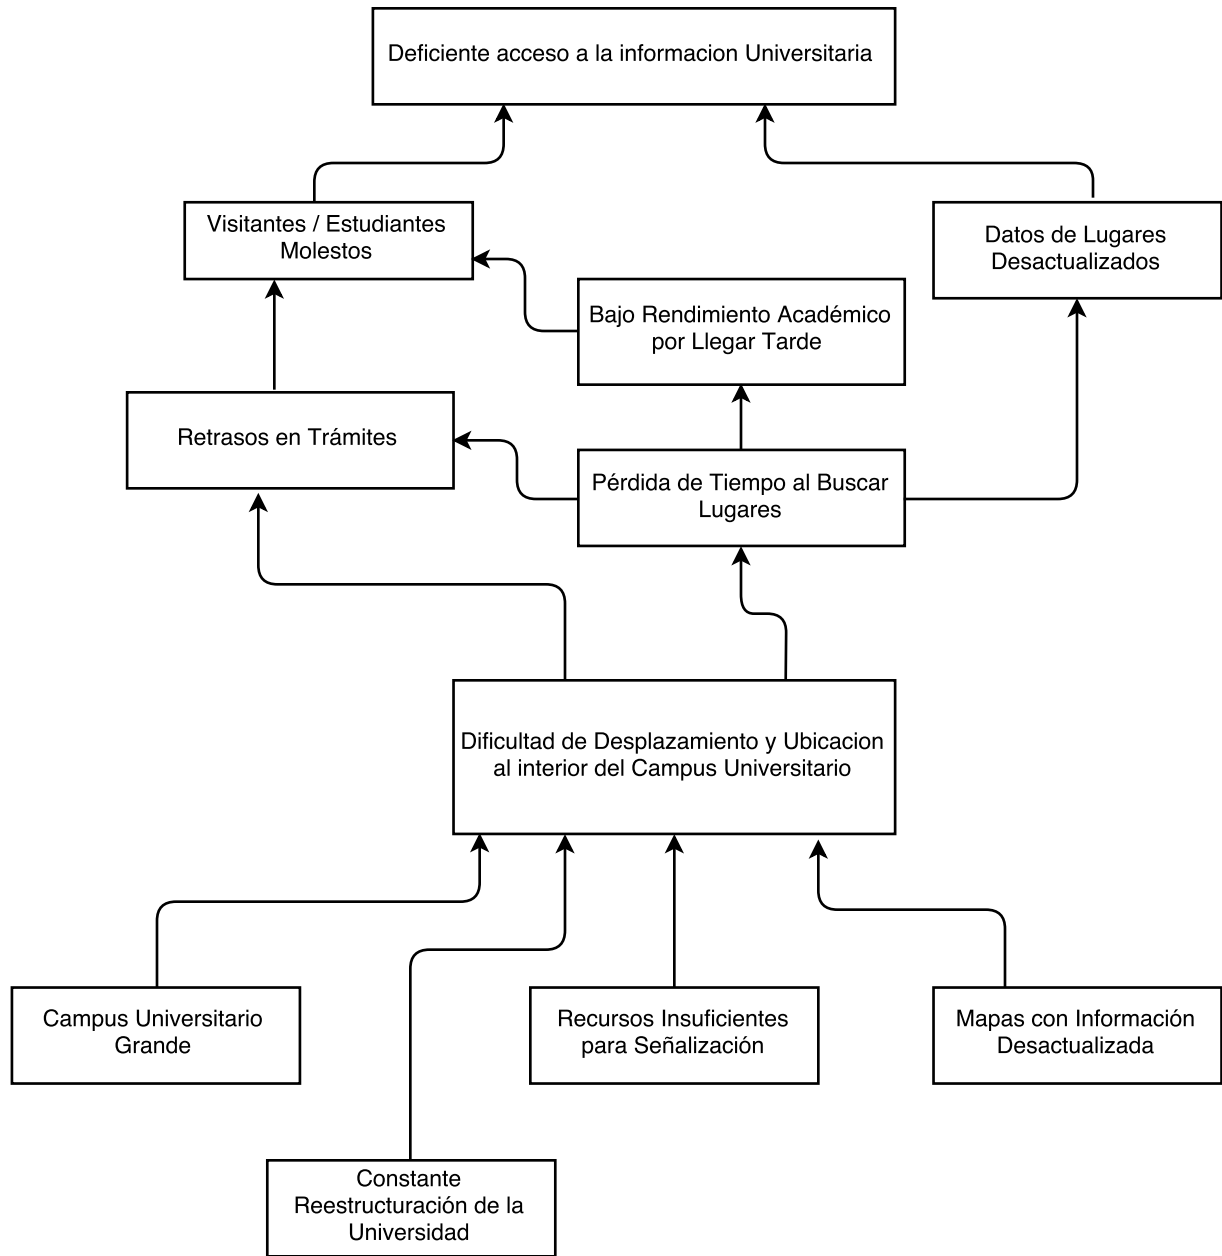 Deficiente acceso a la informacion Universitaria
Visitantes / Estudiantes
Molestos
Datos de Lugares
Desactualizados
Bajo Rendimiento Académico
por Llegar Tarde
Retrasos en Trámites
Pérdida de Tiempo al Buscar
Lugares
Dificultad de Desplazamiento y Ubicacion
al interior del Campus Universitario
Campus Universitario
Grande
Recursos Insuficientes
para Señalización
Mapas con Información
Desactualizada
Constante
Reestructuración de la
Universidad